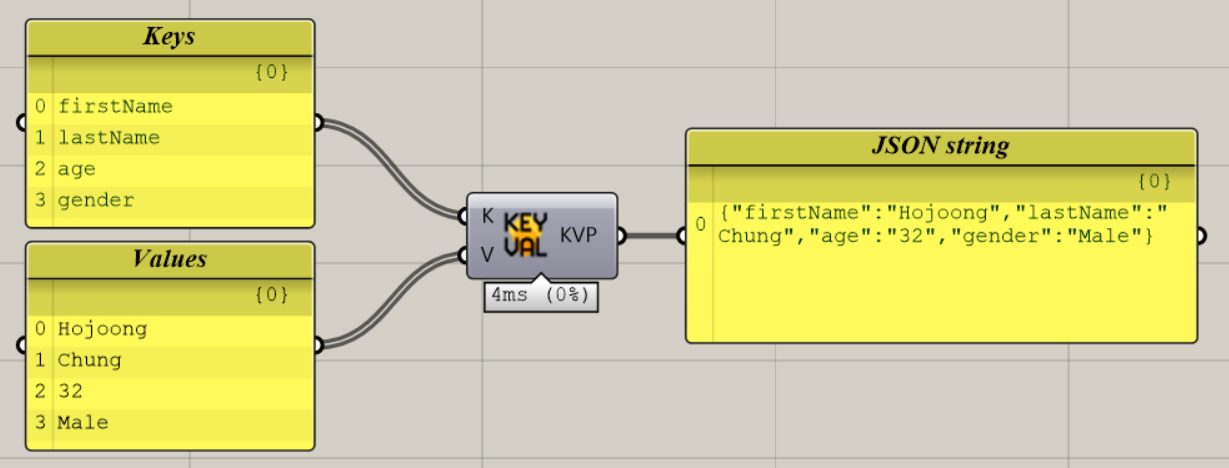 Keys
{0}
0 firstName
1 lastName
2 age
3 gender
Values
{0}
0 Hojoong
1 Chung
2 32
3 Male
K
V
KEY
VAL
KVP
4ms (0%)
JSON string
{0}
0 {"firstName":"Hojoong","lastName":"
Chung","age":"32","gender":"Male"}